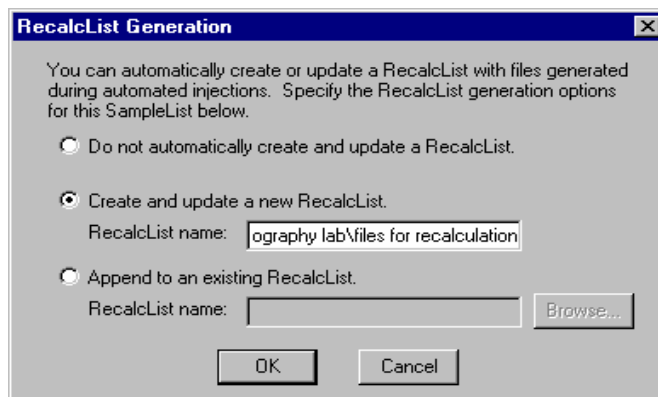 RecalcList Generation
You can automatically create or update a RecalcList with files generated
during automated injections.  Specify the RecalcList generation options
for this SampleList below.
Do not automatically create and update a RecalcList.
Create and update a new RecalcList.
RecalcList name: ography lab\files for recalculation
Append to an existing RecalcList.
RecalcList name: Browse...
OK Cancel